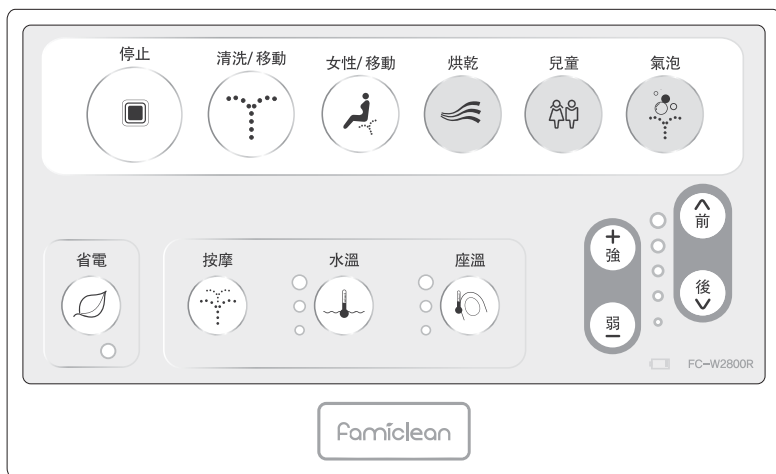 停止
清洗/移動
女性/移動
烘乾
兒童
氣泡
省電
按摩
水溫
座溫
+
強
弱
−
前
後
FC-W2800R
Famiclean